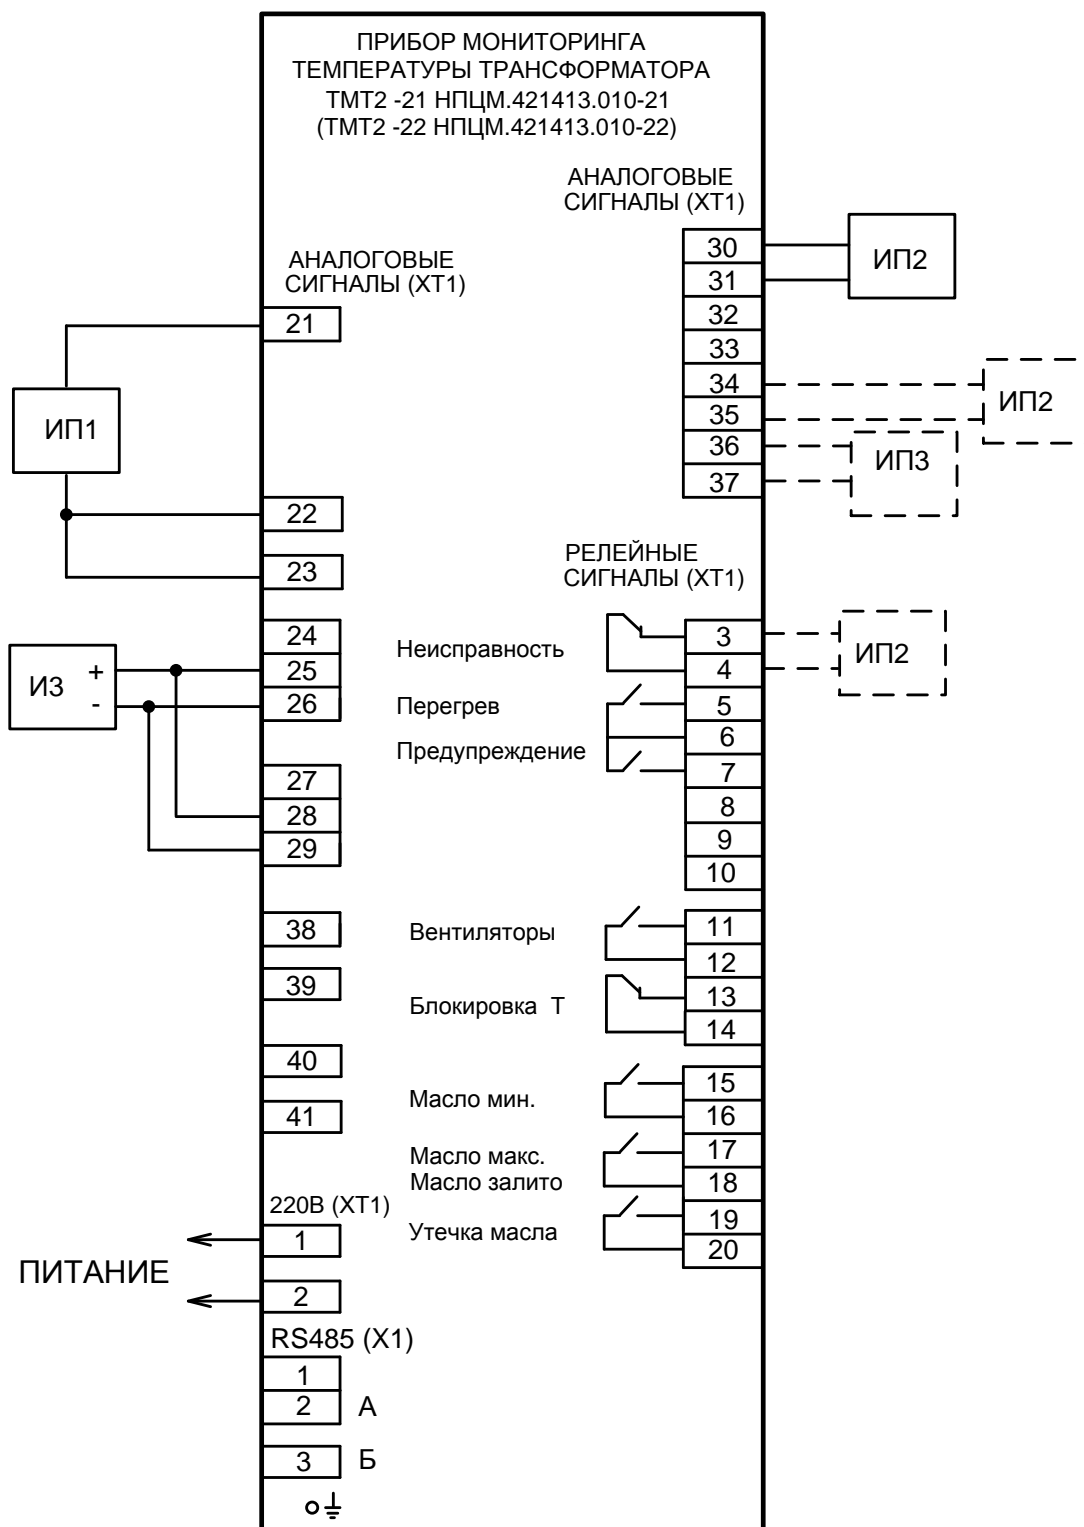 ПРИБОР МОНИТОРИНГА
ТЕМПЕРАТУРЫ ТРАНСФОРМАТОРА
ТМТ2 -21 НПЦМ.421413.010-21
(ТМТ2 -22 НПЦМ.421413.010-22)
АНАЛОГОВЫЕ
СИГНАЛЫ (ХТ1)
21
ИП1
22
23
24
25
26
ИЗ
+
-
27
28
29
38
39
40
41
220В (ХТ1)
1
2
ПИТАНИЕ
RS485 (X1)
1
2 А
3 Б
АНАЛОГОВЫЕ
СИГНАЛЫ (ХТ1)
30
31
32
33
34
35
36
37
ИП2
ИП2
ИП3
РЕЛЕЙНЫЕ
СИГНАЛЫ (ХТ1)
Неисправность
3
4
ИП2
Перегрев
5
6
Предупреждение
7
8
9
10
Вентиляторы
11
12
Блокировка Т
13
14
Масло мин.
15
16
Масло макс.
Масло залито
17
18
Утечка масла
19
20